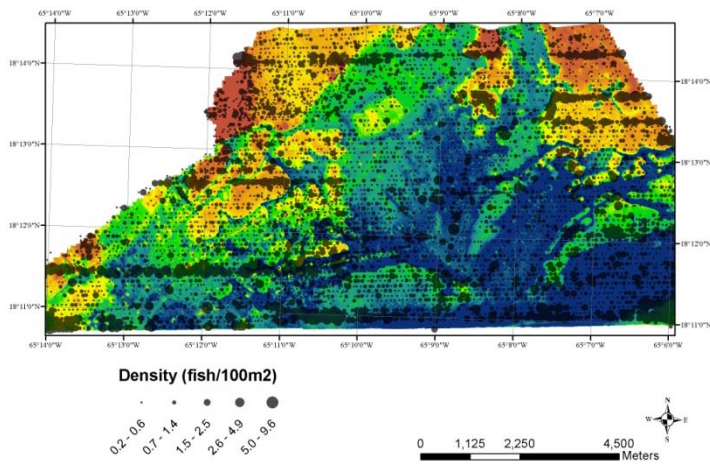 65°14'0"W 65°13'0"W 65°12'0"W 65°11'0"W 65°10'0"W 65°9'0"W 65°8'0"W 65°7'0"W
18°14'0"N 18°14'0"N
18°13'0"N 18°13'0"N
18°12'0"N 18°12'0"N
18°11'0"N 18°11'0"N
65°14'0"W 65°13'0"W 65°12'0"W 65°11'0"W 65°10'0"W 65°9'0"W 65°8'0"W 65°7'0"W 65°6'0"W
Density (fish/100m2)
0.2 - 0.6 0.7 - 1.4 1.5 - 2.5 2.6 - 4.9 5.0 - 9.6
N
W E
S
0 1,125 2,250 4,500
Meters